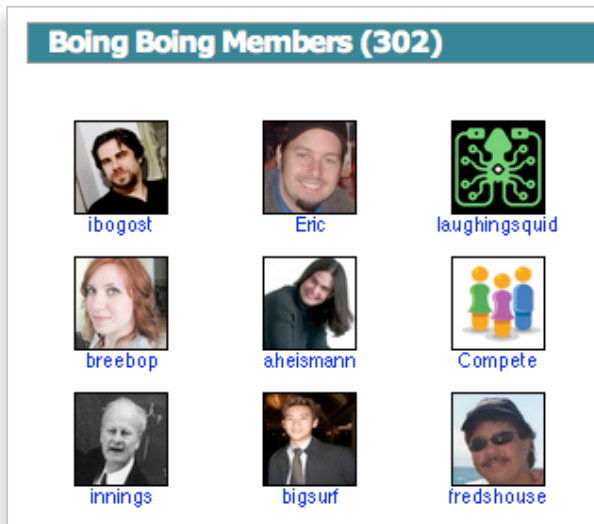 Boing Boing Members (302)
ibogost Eric laughingsquid
breebop aheismann Compete
innings bigsurf fredshouse